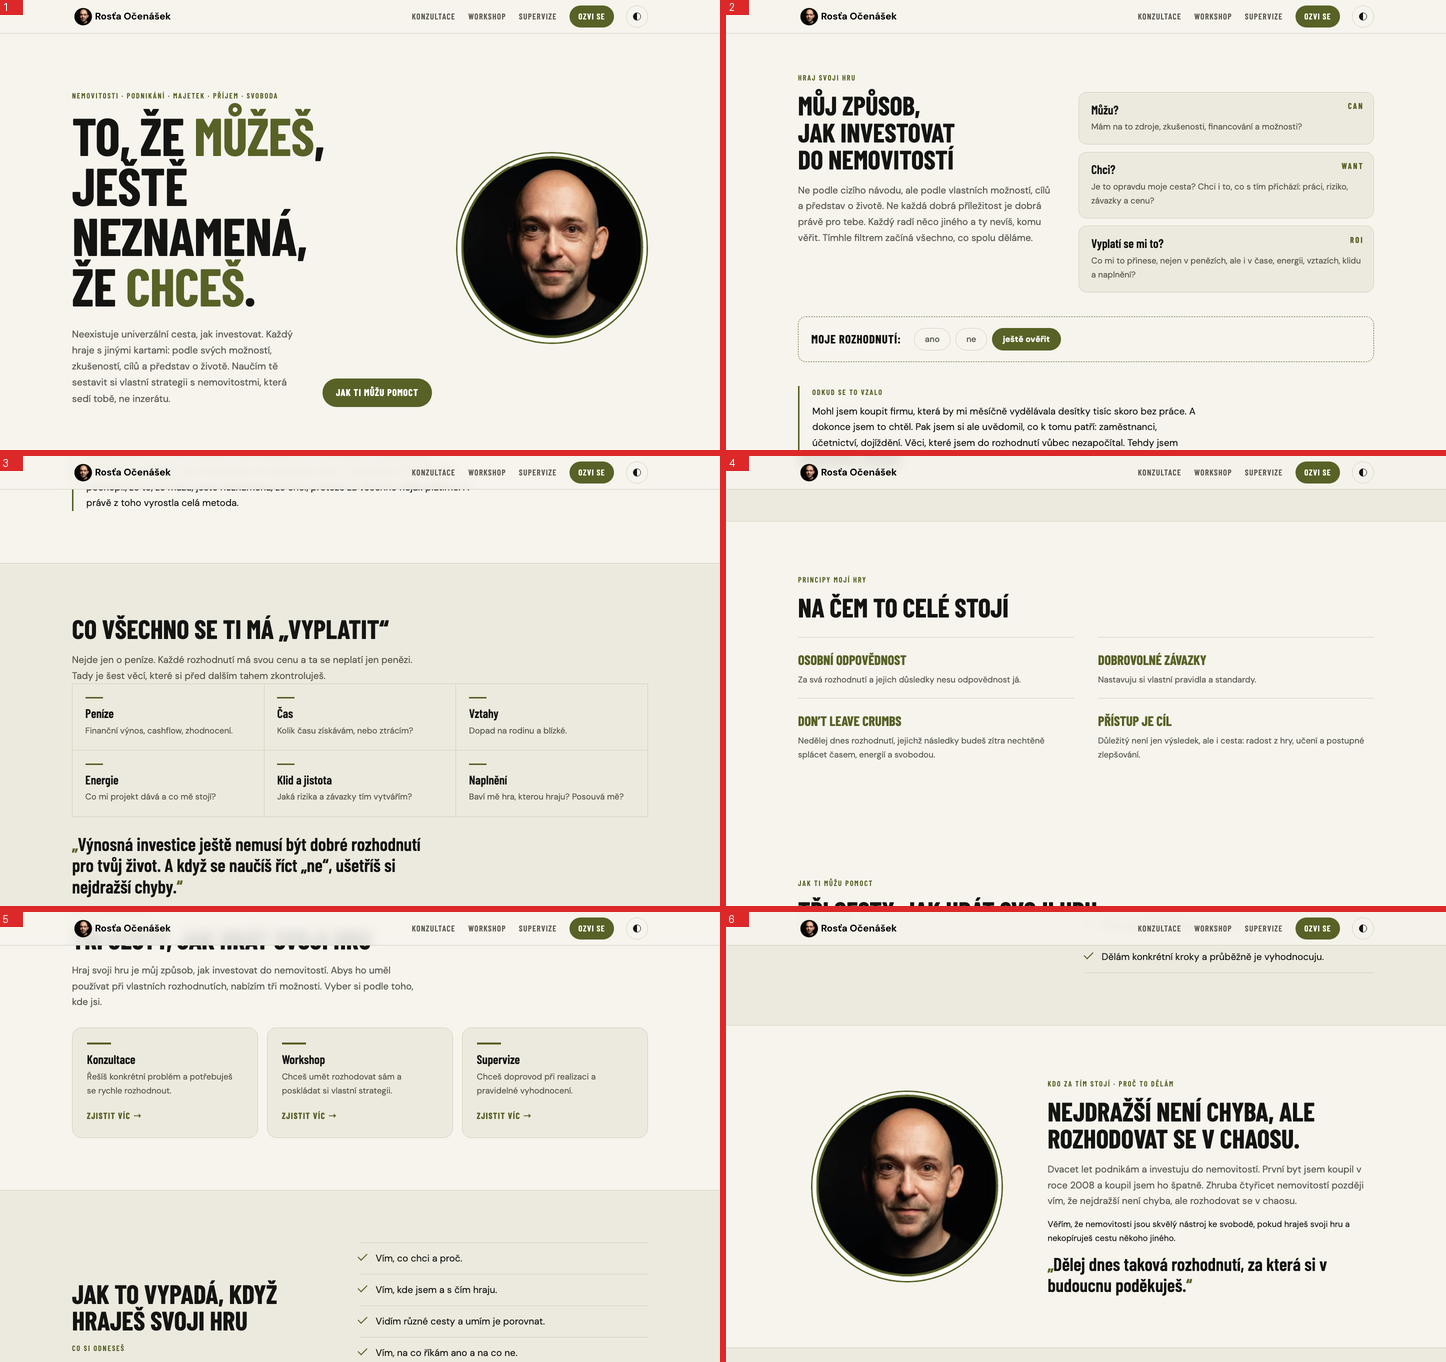 1
Rosťa Očenášek
KONZULTACE
WORKSHOP
SUPERVIZE
OZVI SE
NEMOVITOSTI · PODNIKÁNÍ · MAJETEK · PŘÍJEM · SVOBODA
TO, ŽE MŮŽEŠ,
JEŠTĚ
NEZNAMENÁ,
ŽE CHCEŠ.
Neexistuje univerzální cesta, jak investovat. Každý
hraje s jinými kartami: podle svých možností,
zkušeností, cílů a představ o životě. Naučím tě
sestavit si vlastní strategii s nemovitostmi, která
sedí tobě, ne inzerátu.
JAK TI MŮŽU POMOCT
2
Rosťa Očenášek
KONZULTACE
WORKSHOP
SUPERVIZE
OZVI SE
HRAJ SVOJI HRU
MŮJ ZPŮSOB,
JAK INVESTOVAT
DO NEMOVITOSTÍ
Ne podle cizího návodu, ale podle vlastních možností, cílů
a představ o životě. Ne každá dobrá příležitost je dobrá
právě pro tebe. Každý radí něco jiného a ty nevíš, komu
věřit. Tímhle filtrem začíná všechno, co spolu děláme.
Můžu?
CAN
Mám na to zdroje, zkušenosti, financování a možnosti?
Chci?
WANT
Je to opravdu moje cesta? Chci i to, co s tím přichází: práci, riziko,
závazky a cenu?
Vyplatí se mi to?
ROI
Co mi to přinese, nejen v penězích, ale i v čase, energii, vztazích, klidu
a naplnění?
MOJE ROZHODNUTÍ:
ano
ne
ještě ověřit
ODKUD SE TO VZALO
Mohl jsem koupit firmu, která by mi měsíčně vydělávala desítky tisíc skoro bez práce. A
dokonce jsem to chtěl. Pak jsem si ale uvědomil, co k tomu patří: zaměstnanci,
účetnictví, dojíždění. Věci, které jsem do rozhodnutí vůbec nezapočítal. Tehdy jsem
3
Rosťa Očenášek
KONZULTACE
WORKSHOP
SUPERVIZE
OZVI SE
právě z toho vyrostla celá metoda.
CO VŠECHNO SE TI MÁ „VYPLATIT“
Nejde jen o peníze. Každé rozhodnutí má svou cenu a ta se neplatí jen penězi.
Tady je šest věcí, které si před dalším tahem zkontroluješ.
Peníze
Finanční výnos, cashflow, zhodnocení.
Čas
Kolik času získávám, nebo ztrácím?
Vztahy
Dopad na rodinu a blízké.
Energie
Co mi projekt dává a co mě stojí?
Klid a jistota
Jaká rizika a závazky tím vytvářím?
Naplnění
Baví mě hra, kterou hraju? Posouvá mě?
„Výnosná investice ještě nemusí být dobré rozhodnutí
pro tvůj život. A když se naučíš říct „ne“, ušetříš si
nejdražší chyby.“
4
Rosťa Očenášek
KONZULTACE
WORKSHOP
SUPERVIZE
OZVI SE
PRINCIPY MOJÍ HRY
NA ČEM TO CELÉ STOJÍ
OSOBNÍ ODPOVĚDNOST
Za svá rozhodnutí a jejich důsledky nesu odpovědnost já.
DOBROVOLNÉ ZÁVAZKY
Nastavuju si vlastní pravidla a standardy.
DON'T LEAVE CRUMBS
Nedělej dnes rozhodnutí, jejichž následky budeš zítra nechtěně
splácet časem, energií a svobodou.
PŘÍSTUP JE CÍL
Důležitý není jen výsledek, ale i cesta: radost z hry, učení a postupné
zlepšování.
JAK TI MŮŽU POMOCT
TŘI CESTY, JAK HRÁT SVOJI HRU
5
Rosťa Očenášek
KONZULTACE
WORKSHOP
SUPERVIZE
OZVI SE
TŘI CESTY, JAK HRÁT SVOJI HRU
Hraj svoji hru je můj způsob, jak investovat do nemovitostí. Abys ho uměl
používat při vlastních rozhodnutích, nabízím tři možnosti. Vyber si podle toho,
kde jsi.
Konzultace
Řešíš konkrétní problém a potřebuješ
se rychle rozhodnout.
ZJISTIT VÍC →
Workshop
Chceš umět rozhodovat sám a
poskládat si vlastní strategii.
ZJISTIT VÍC →
Supervize
Chceš doprovod při realizaci a
pravidelné vyhodnocení.
ZJISTIT VÍC →
JAK TO VYPADÁ, KDYŽ
HRAJEŠ SVOJI HRU
CO SI ODNESEŠ
Vím, co chci a proč.
Vím, kde jsem a s čím hraju.
Vidím různé cesty a umím je porovnat.
Vím, na co říkám ano a na co ne.
6
Rosťa Očenášek
KONZULTACE
WORKSHOP
SUPERVIZE
OZVI SE
Dělám konkrétní kroky a průběžně je vyhodnocuju.
KDO ZA TÍM STOJÍ · PROČ TO DĚLÁM
NEJDRAŽŠÍ NENÍ CHYBA, ALE
ROZHODOVAT SE V CHAOSU.
Dvacet let podnikám a investuju do nemovitostí. První byt jsem koupil v
roce 2008 a koupil jsem ho špatně. Zhruba čtyřicet nemovitostí později
vím, že nejdražší není chyba, ale rozhodovat se v chaosu.
Věřím, že nemovitosti jsou skvělý nástroj ke svobodě, pokud hraješ svoji hru a
nekopíruješ cestu někoho jiného.
„Dělej dnes taková rozhodnutí, za která si v
budoucnu poděkuješ.“